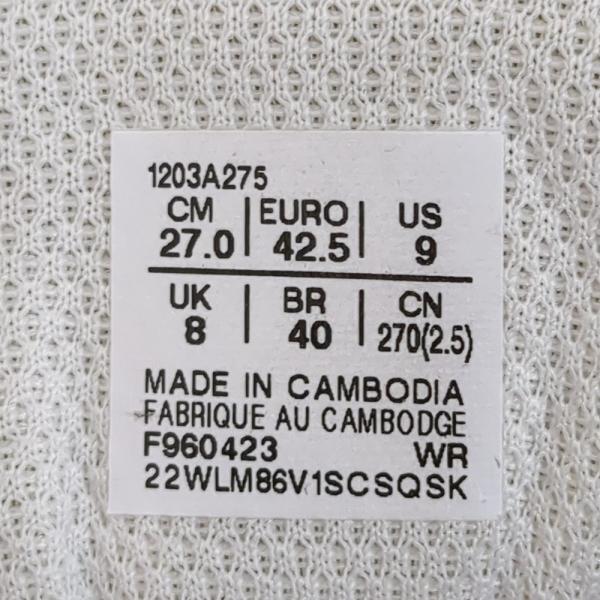 1203A275
CM | EURO | US
27.0 | 42.5 | 9
UK | BR | CN
8 | 40 | 270(2.5)
MADE IN CAMBODIA
FABRIQUE AU CAMBODGE
F960423 WR
22WLM86V1SCSQSK